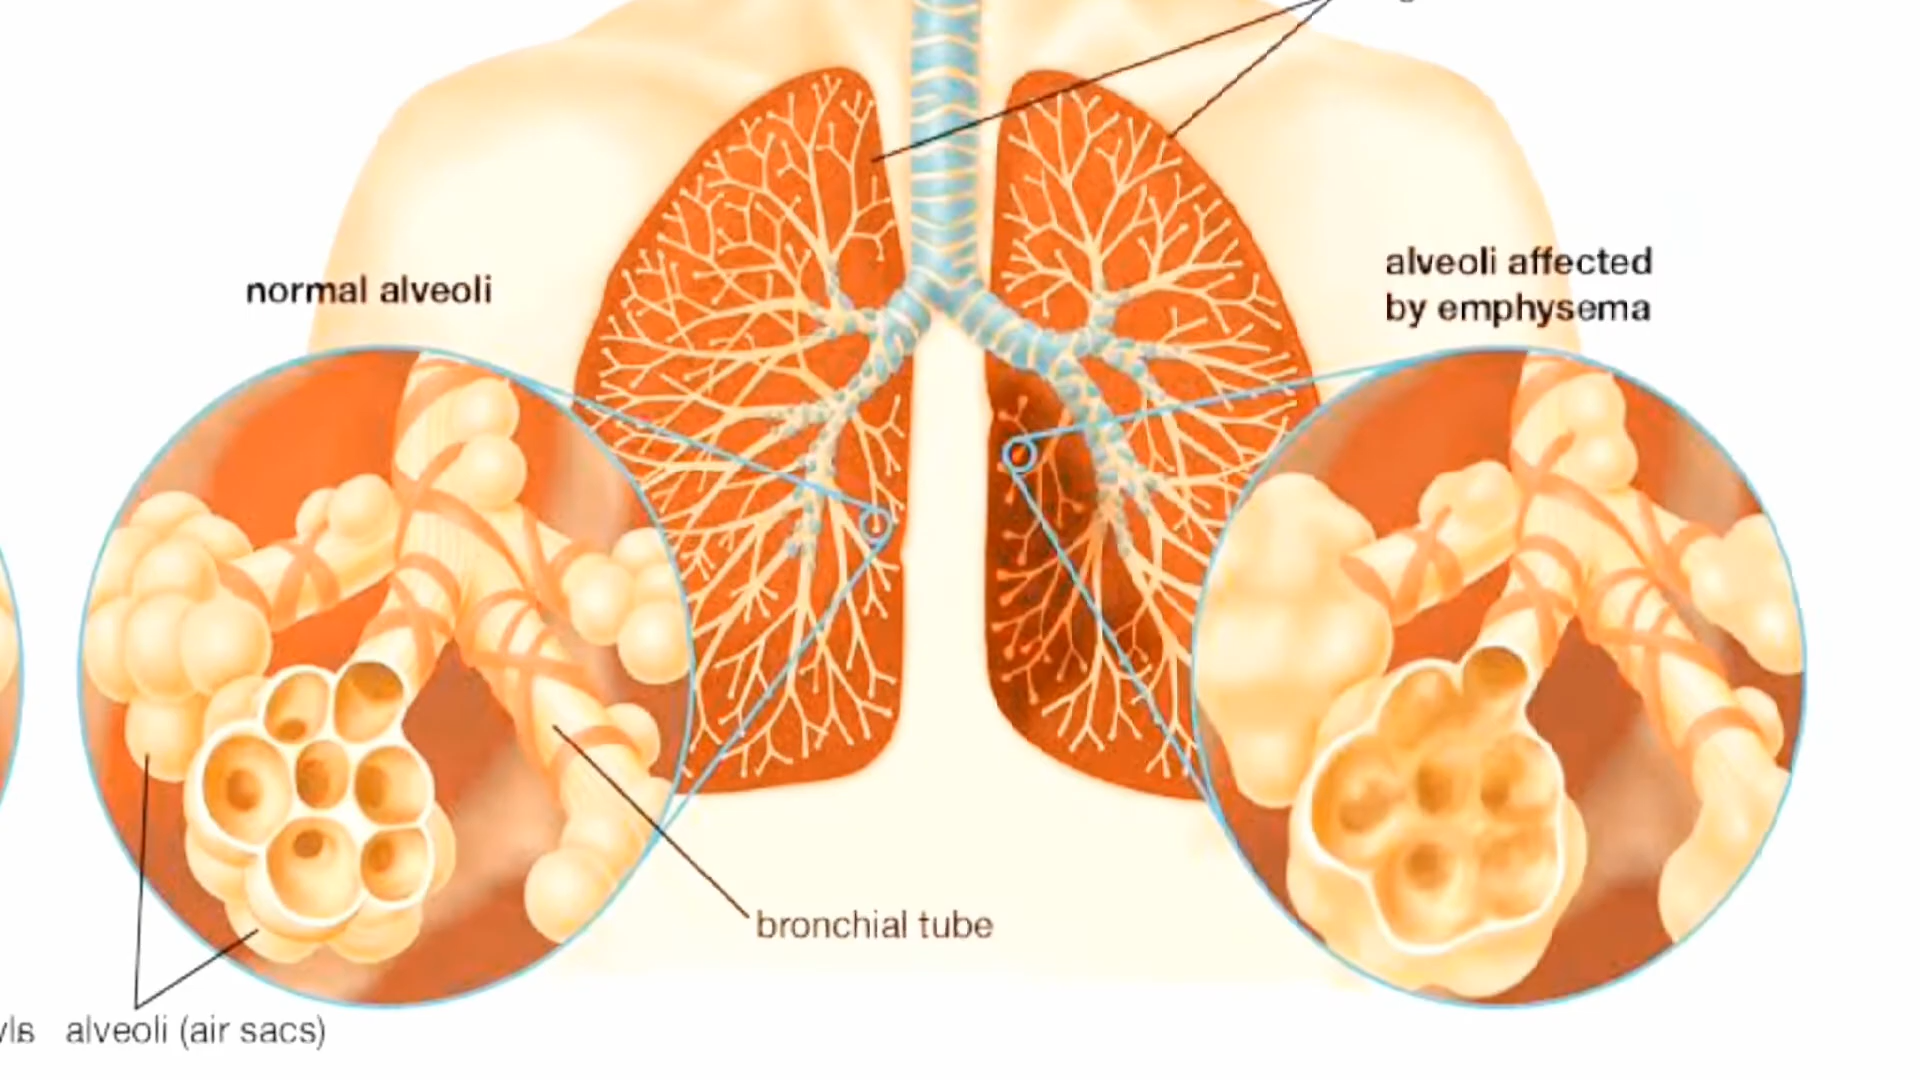 normal alveoli
alveoli affected
by emphysema
bronchial tube
alveoli (air sacs)